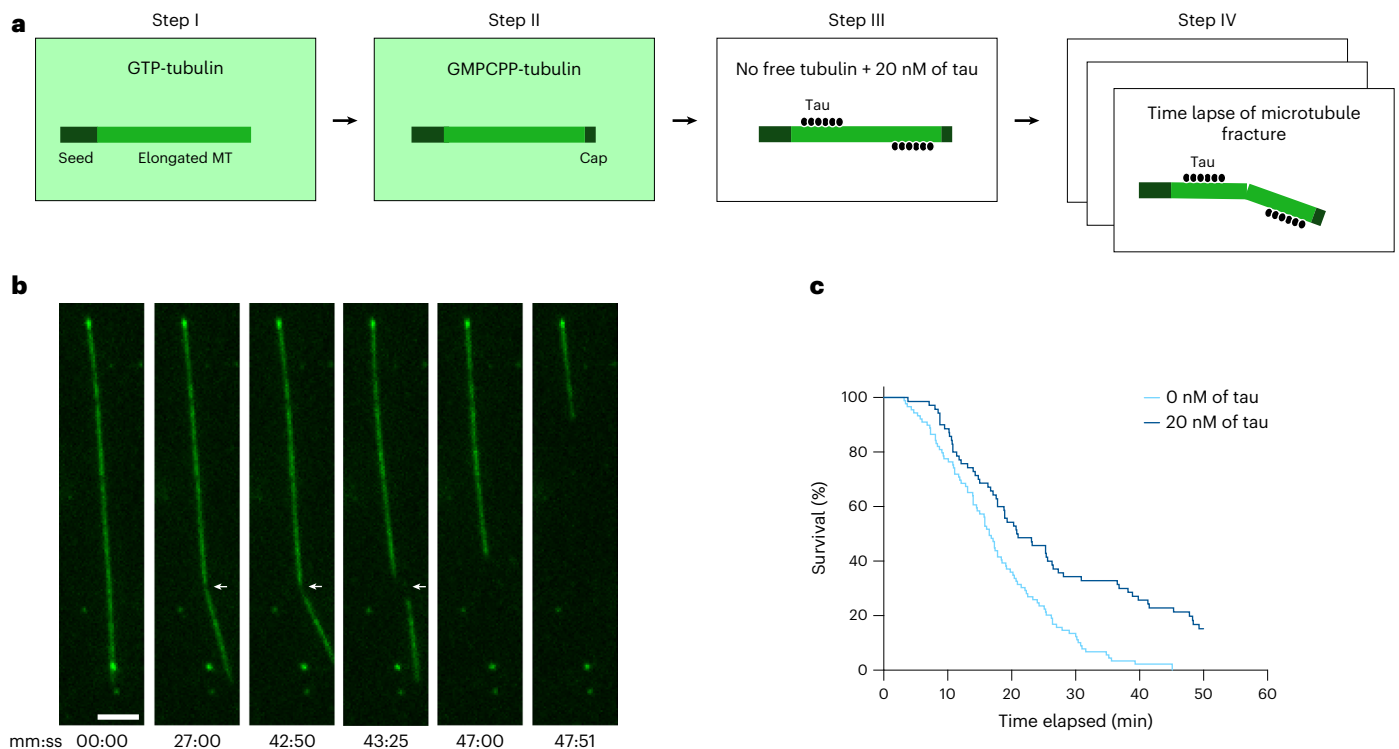 a
Step I
Step II
Step III
Step IV
GTP-tubulin
Seed
Elongated MT
GMPCPP-tubulin
Cap
No free tubulin + 20 nM of tau
Tau
Time lapse of microtubule
fracture
Tau
b
mm:ss 00:00 27:00 42:50 43:25 47:00 47:51
c
0 nM of tau
20 nM of tau
Survival (%)
100
80
60
40
20
0
0 10 20 30 40 50 60
Time elapsed (min)